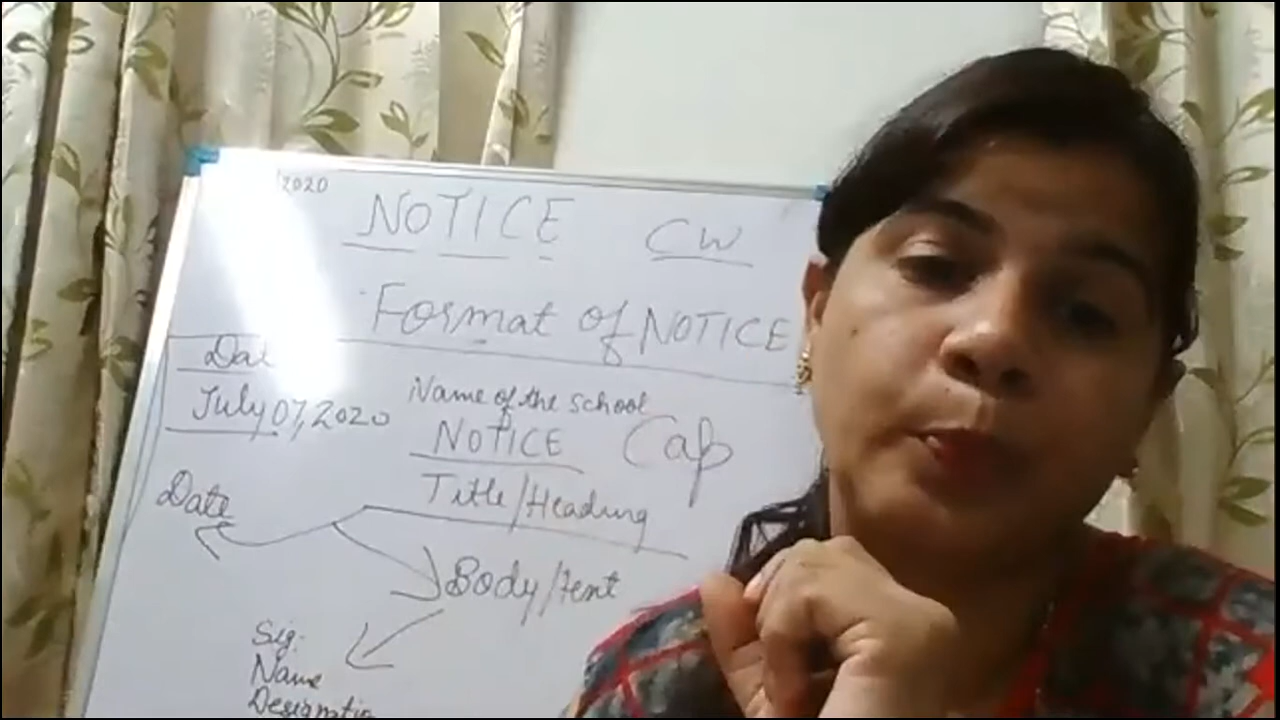 /2020
NOTICE CW
Format of NOTICE
July 07, 2020
Name of the School
NOTICE Cap
Title/Heading
Date
Body/Text
Sig:
Name